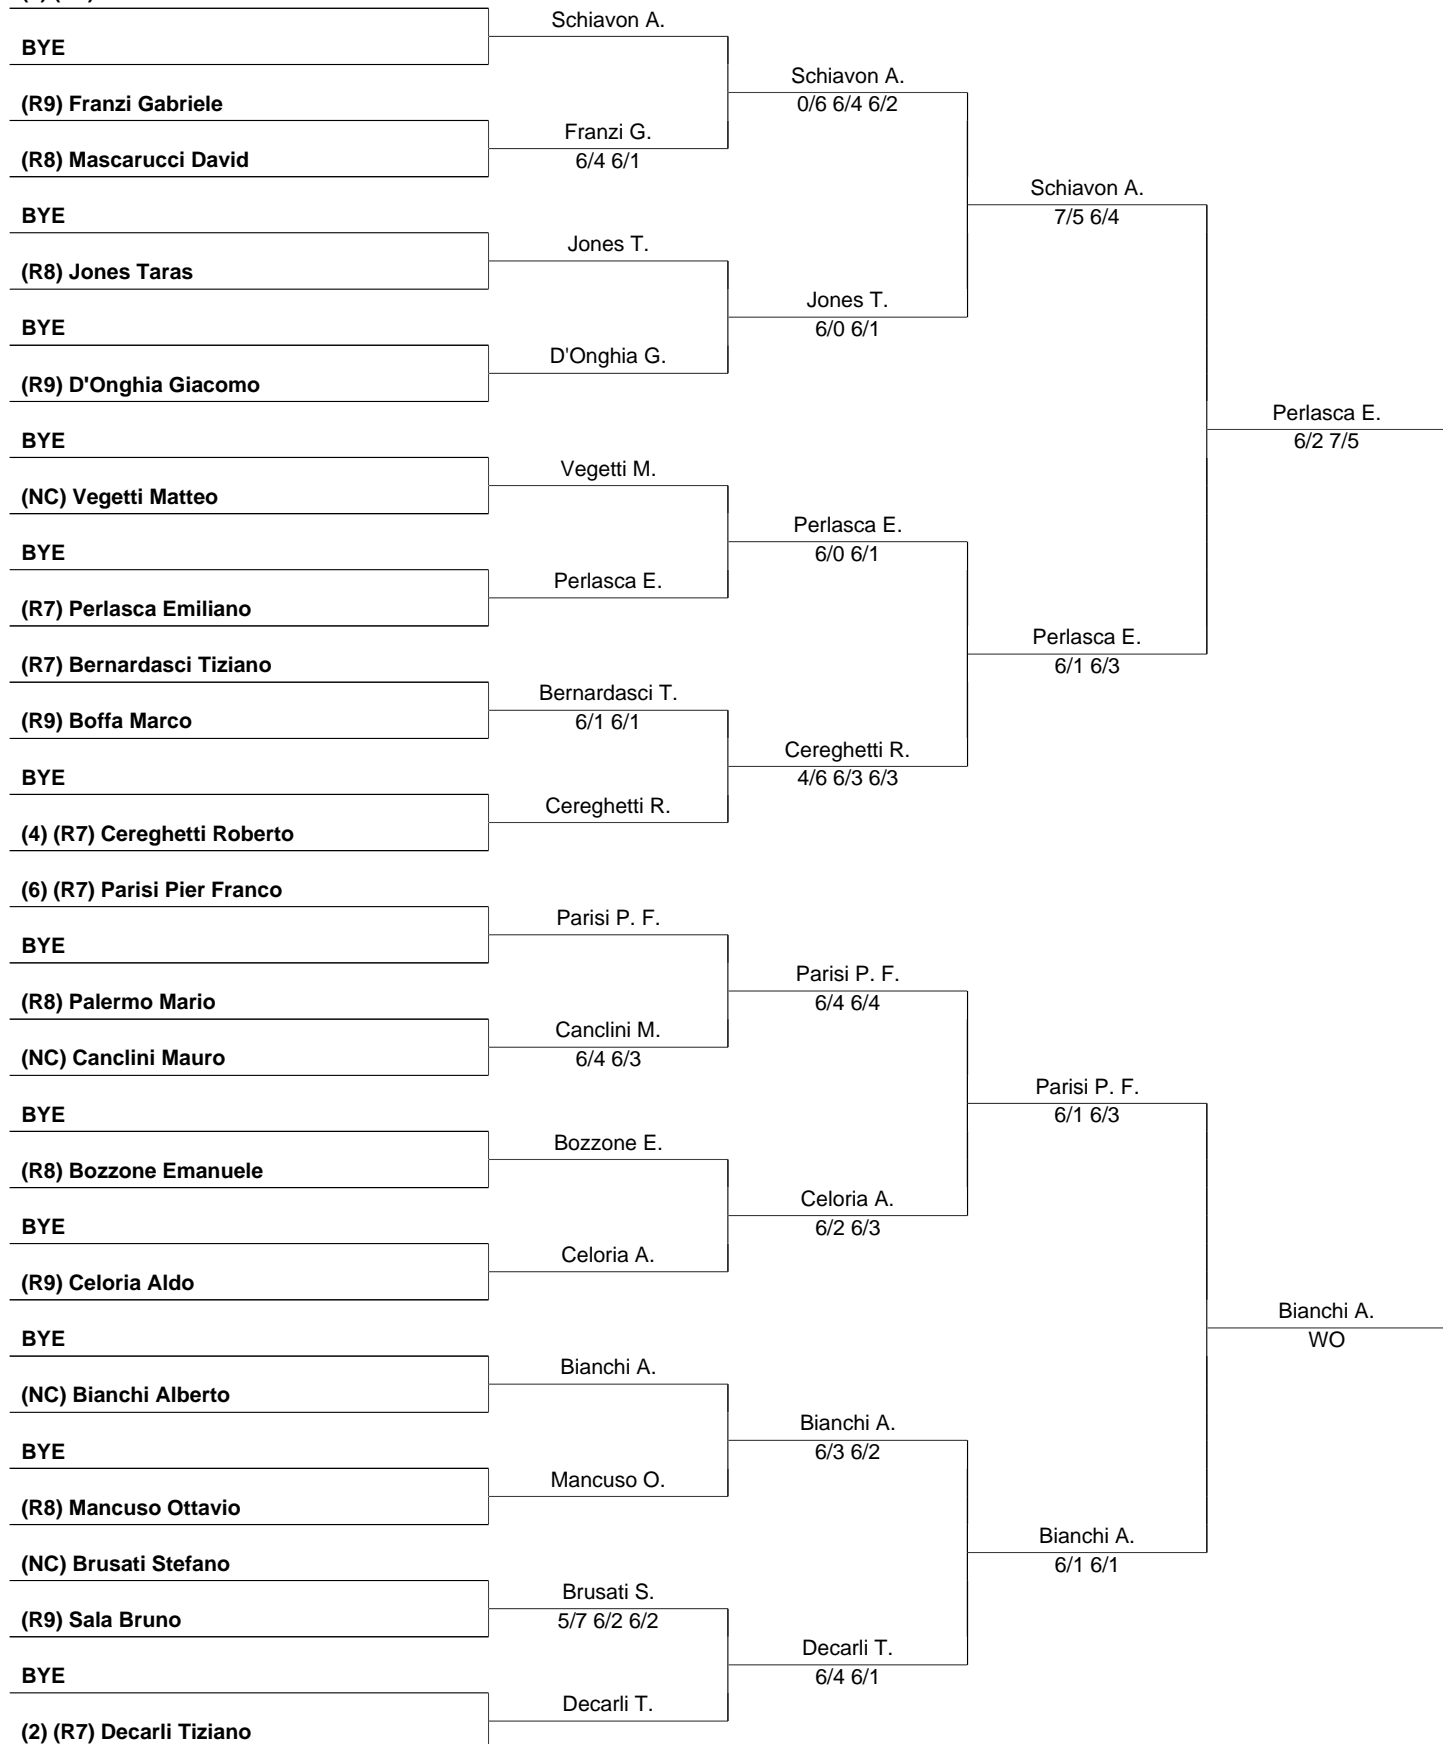 BYE
(R9) Franzi Gabriele
(R8) Mascarucci David
BYE
(R8) Jones Taras
BYE
(R9) D'Onghia Giacomo
BYE
(NC) Vegetti Matteo
BYE
(R7) Perlasca Emiliano
(R7) Bernardasci Tiziano
(R9) Boffa Marco
BYE
(4) (R7) Cereghetti Roberto
(6) (R7) Parisi Pier Franco
BYE
(R8) Palermo Mario
(NC) Canclini Mauro
BYE
(R8) Bozzone Emanuele
BYE
(R9) Celoria Aldo
BYE
(NC) Bianchi Alberto
BYE
(R8) Mancuso Ottavio
(NC) Brusati Stefano
(R9) Sala Bruno
BYE
(2) (R7) Decarli Tiziano
Schiavon A.
Franzi G.
6/4 6/1
Jones T.
D'Onghia G.
Vegetti M.
Perlasca E.
Bernardasci T.
6/1 6/1
Cereghetti R.
Parisi P. F.
Canclini M.
6/4 6/3
Bozzone E.
Celoria A.
Bianchi A.
Mancuso O.
Brusati S.
5/7 6/2 6/2
Decarli T.
Schiavon A.
0/6 6/4 6/2
Jones T.
6/0 6/1
Perlasca E.
6/0 6/1
Cereghetti R.
4/6 6/3 6/3
Parisi P. F.
6/4 6/4
Celoria A.
6/2 6/3
Bianchi A.
6/3 6/2
Decarli T.
6/4 6/1
Schiavon A.
7/5 6/4
Perlasca E.
6/1 6/3
Parisi P. F.
6/1 6/3
Bianchi A.
6/1 6/1
Perlasca E.
6/2 7/5
Bianchi A.
WO